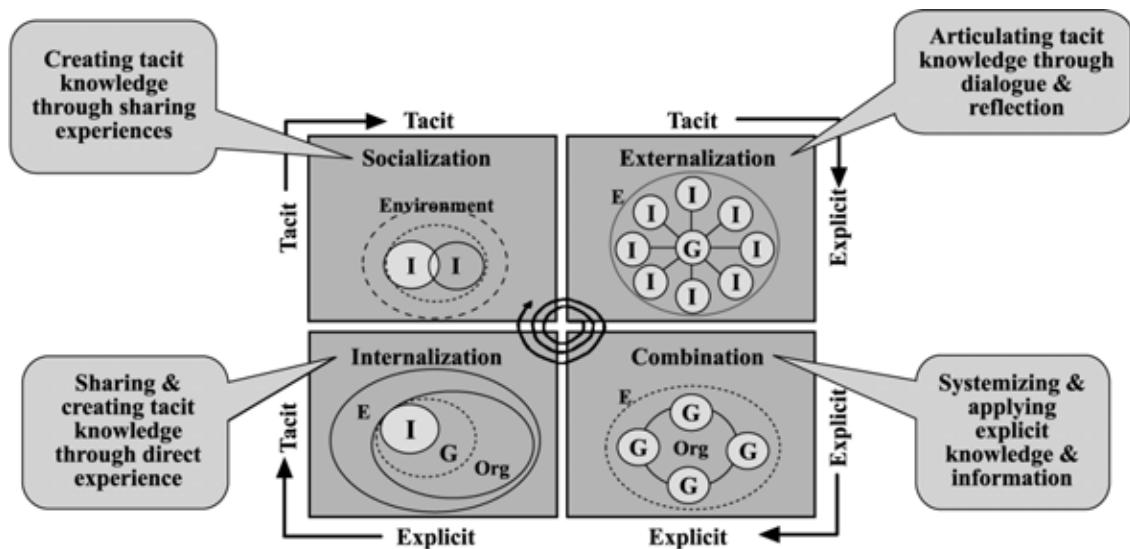 Creating tacit
knowledge
through sharing
experiences
Articulating tacit
knowledge through
dialogue &
reflection
Tacit
Tacit
Tacit
Socialization
Environment
I I
Externalization
E
I
I
I
I
G
I
I
I
I
Explicit
Sharing &
creating tacit
knowledge
through direct
experience
Tacit
Internalization
E
I
G
Org
Explicit
Combination
E
G
G
Org
G
G
Explicit
Explicit
Systemizing &
applying
explicit
knowledge &
information